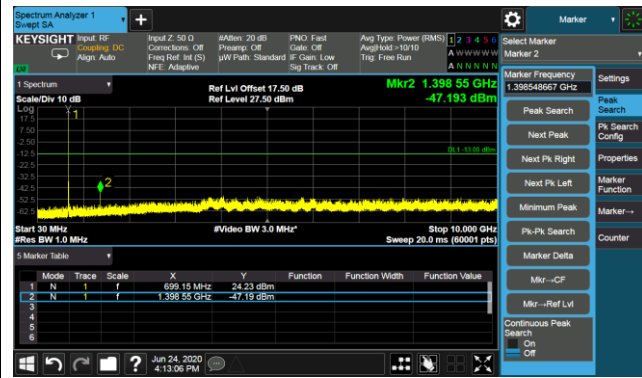 Spectrum Analyzer 1
Swept SA
+
Marker
KEYSIGHT
Input: RF
Coupling: DC
Align: Auto
Input Z: 50 Ω
Corrections: Off
Freq Ref: Int (S)
NFE: Adaptive
#Atten: 20 dB
Preamp: Off
µW Path: Standard
PNO: Fast
Gate: Off
IF Gain: Low
Sig Track: Off
Avg Type: Power (RMS)
Avg|Hold:>10/10
Trig: Free Run
1 2 3 4 5 6
A W W W W W
A N N N N N
LXI
Select Marker
Marker 2
Marker Frequency
1.398548667 GHz
Settings
Peak Search
Next Peak
Next Pk Right
Next Pk Left
Minimum Peak
Pk-Pk Search
Marker Delta
Mkr→CF
Mkr→Ref Lvl
Continuous Peak
Search
On
Off
Peak
Search
Pk Search
Config
Properties
Marker
Function
Marker→
Counter
1 Spectrum
Scale/Div 10 dB
Ref Lvl Offset 17.50 dB
Ref Level 27.50 dBm
Mkr2 1.398 55 GHz
-47.193 dBm
Log
17.5
7.50
-2.50
-12.5
-22.5
-32.5
-42.5
-52.5
-62.5
1
2
DL1 -13.00 dBm
Start 30 MHz
#Res BW 1.0 MHz
#Video BW 3.0 MHz*
Stop 10.000 GHz
Sweep 20.0 ms (60001 pts)
5 Marker Table
Mode Trace Scale X Y Function Function Width Function Value
1 N 1 f 699.15 MHz 24.23 dBm
2 N 1 f 1.398 55 GHz -47.19 dBm
3
4
5
6
?
Jun 24, 2020
4:13:06 PM